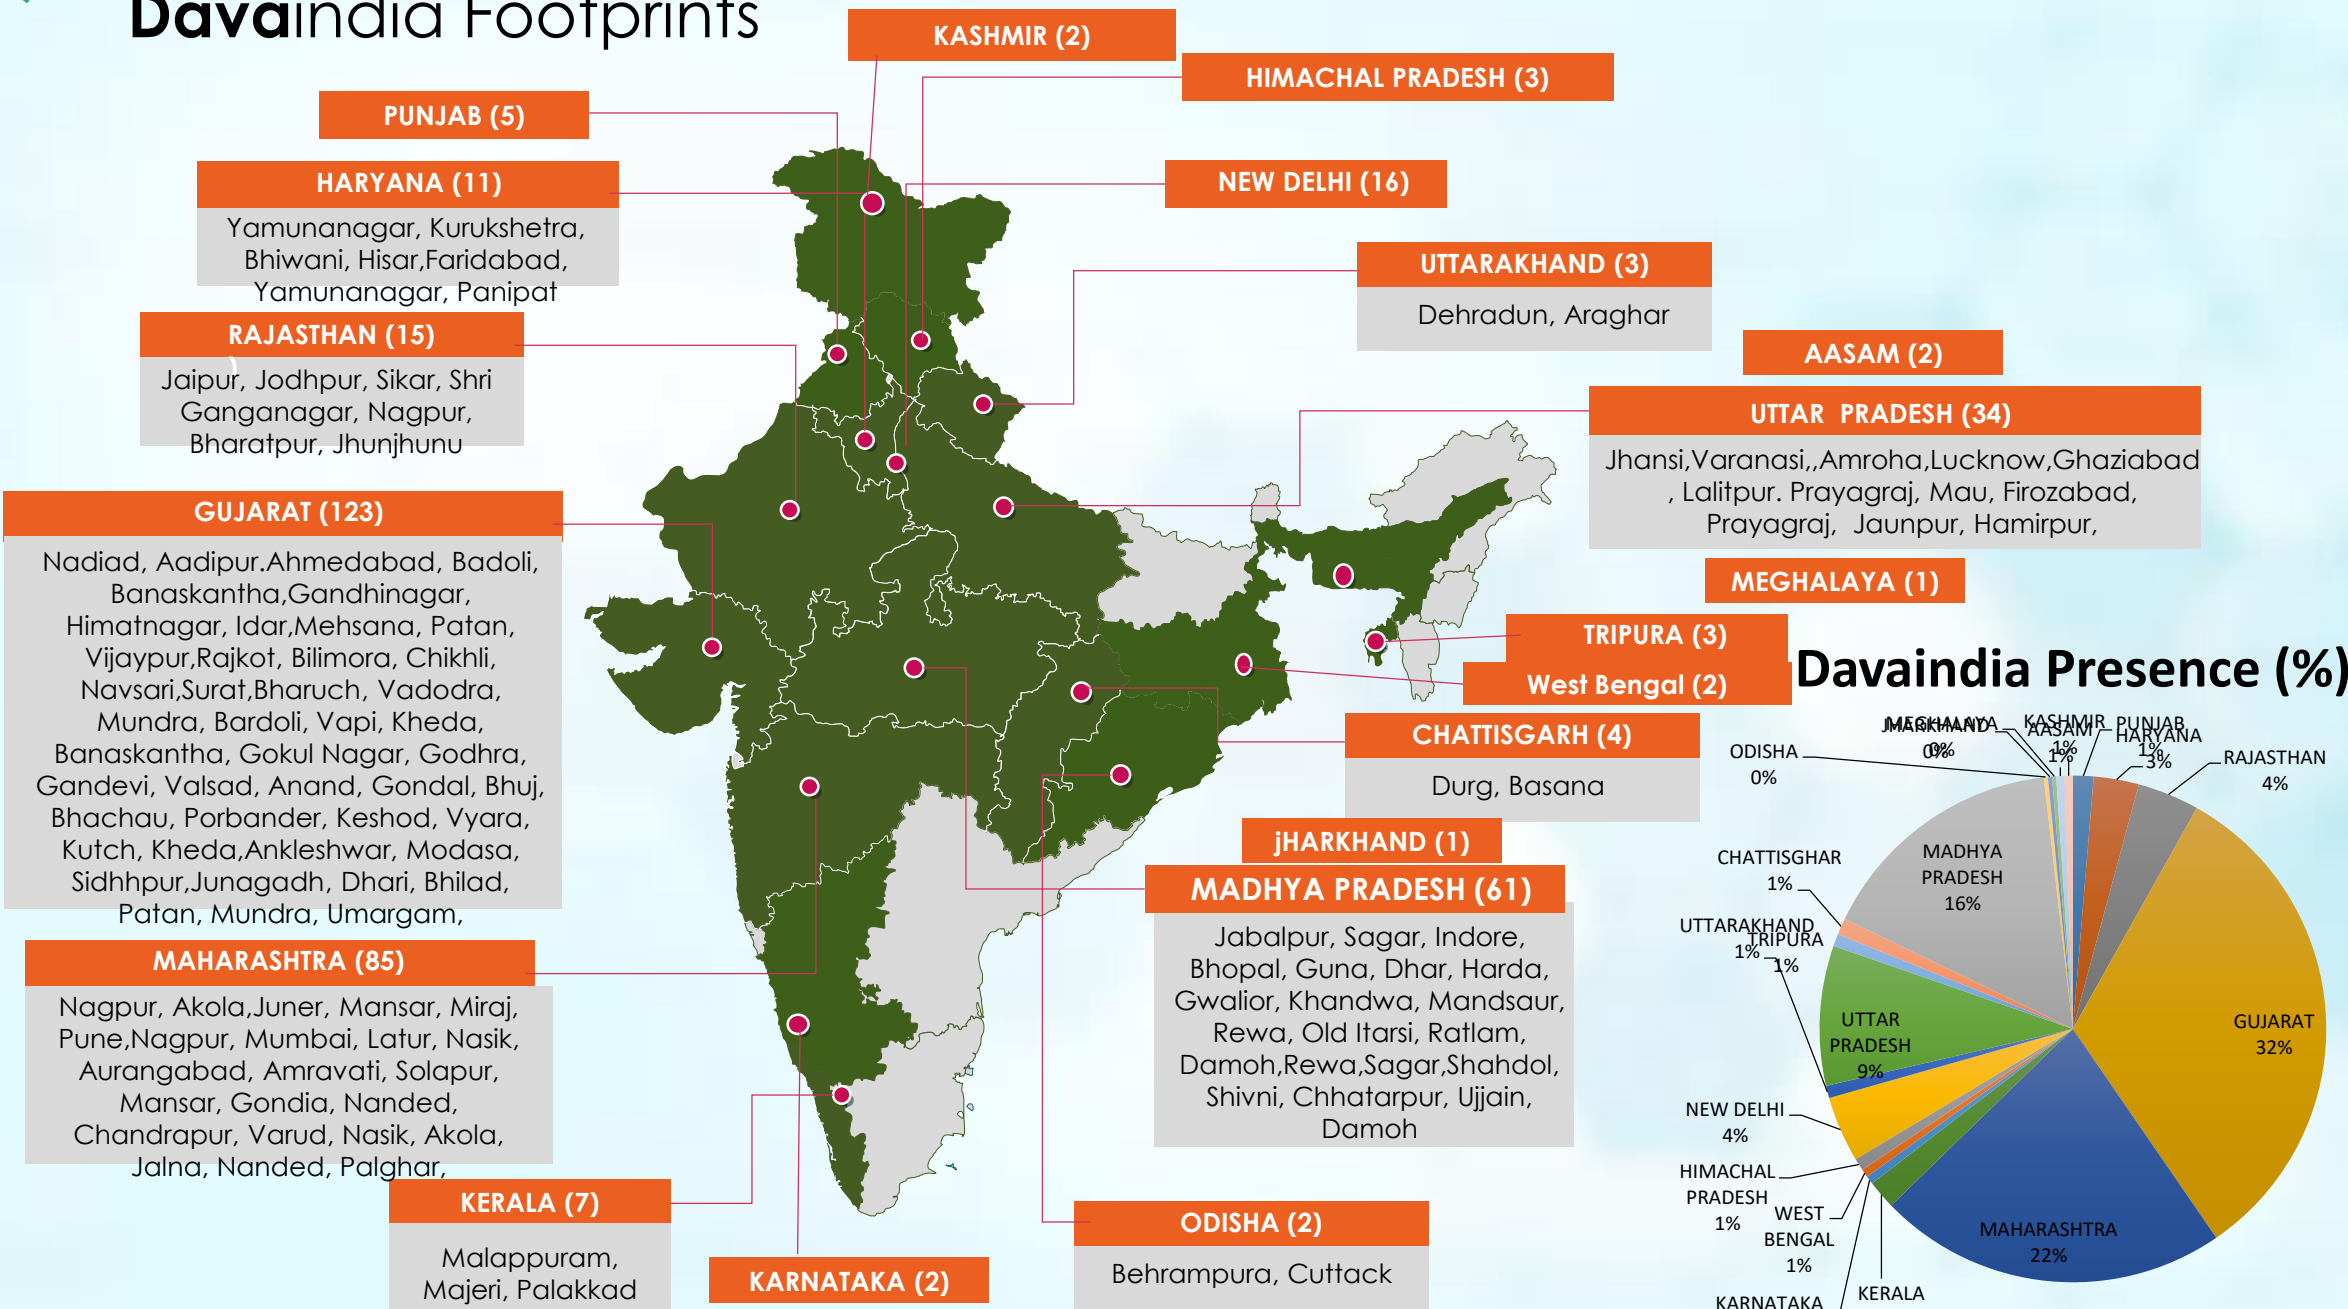 Davaindia Footprints
KASHMIR (2)
HIMACHAL PRADESH (3)
PUNJAB (5)
HARYANA (11)
Yamunanagar, Kurukshetra,
Bhiwani, Hisar,Faridabad,
Yamunanagar, Panipat
NEW DELHI (16)
UTTARAKHAND (3)
Dehradun, Araghar
RAJASTHAN (15)
)
Jaipur, Jodhpur, Sikar, Shri
Ganganagar, Nagpur,
Bharatpur, Jhunjhunu
AASAM (2)
UTTAR  PRADESH (34)
Jhansi,Varanasi,,Amroha,Lucknow,Ghaziabad
, Lalitpur. Prayagraj, Mau, Firozabad,
Prayagraj,  Jaunpur, Hamirpur,
GUJARAT (123)
Nadiad, Aadipur.Ahmedabad, Badoli,
Banaskantha,Gandhinagar,
Himatnagar, Idar,Mehsana, Patan,
Vijaypur,Rajkot, Bilimora, Chikhli,
Navsari,Surat,Bharuch, Vadodra,
Mundra, Bardoli, Vapi, Kheda,
Banaskantha, Gokul Nagar, Godhra,
Gandevi, Valsad, Anand, Gondal, Bhuj,
Bhachau, Porbander, Keshod, Vyara,
Kutch, Kheda,Ankleshwar, Modasa,
Sidhhpur,Junagadh, Dhari, Bhilad,
Patan, Mundra, Umargam,
MEGHALAYA (1)
TRIPURA (3)
West Bengal (2)
CHATTISGARH (4)
Durg, Basana
jHARKHAND (1)
MADHYA PRADESH (61)
Jabalpur, Sagar, Indore,
Bhopal, Guna, Dhar, Harda,
Gwalior, Khandwa, Mandsaur,
Rewa, Old Itarsi, Ratlam,
Damoh,Rewa,Sagar,Shahdol,
Shivni, Chhatarpur, Ujjain,
Damoh
MAHARASHTRA (85)
Nagpur, Akola,Juner, Mansar, Miraj,
Pune,Nagpur, Mumbai, Latur, Nasik,
Aurangabad, Amravati, Solapur,
Mansar, Gondia, Nanded,
Chandrapur, Varud, Nasik, Akola,
Jalna, Nanded, Palghar,
KERALA (7)
Malappuram,
Majeri, Palakkad
KARNATAKA (2)
ODISHA (2)
Behrampura, Cuttack
Davaindia Presence (%)
KASHMIR
1%
PUNJAB
1%
HARYANA
3%
RAJASTHAN
4%
GUJARAT
32%
MAHARASHTRA
22%
KERALA
KARNATAKA
WEST
BENGAL
1%
HIMACHAL
PRADESH
1%
NEW DELHI
4%
UTTARAKHAND
1%
UTTAR
PRADESH
9%
TRIPURA
1%
CHATTISGHAR
1%
MADHYA
PRADESH
16%
ODISHA
0%
JHARKHAND
0%
MEGHALAYA
0%
AASAM
1%